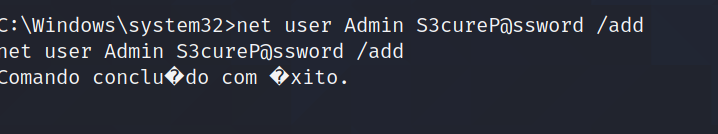 C:\Windows\system32>net user Admin S3cureP@ssword /add
net user Admin S3cureP@ssword /add
Comando conclu�do com �xito.